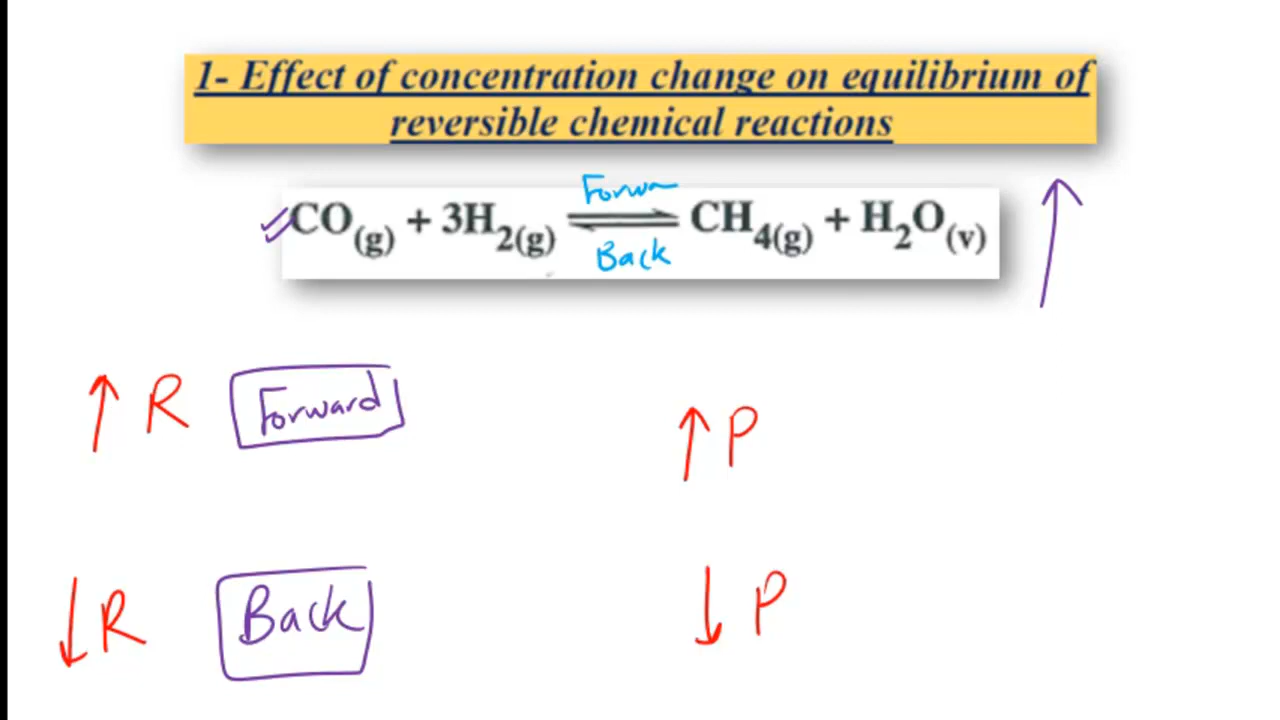 1- Effect of concentration change on equilibrium of
reversible chemical reactions
Forwa
CO(g) + 3H2(g) ⇌ CH4(g) + H2O(v)
Back
↑ R Forward
↑ P
↓ R Back
↓ P